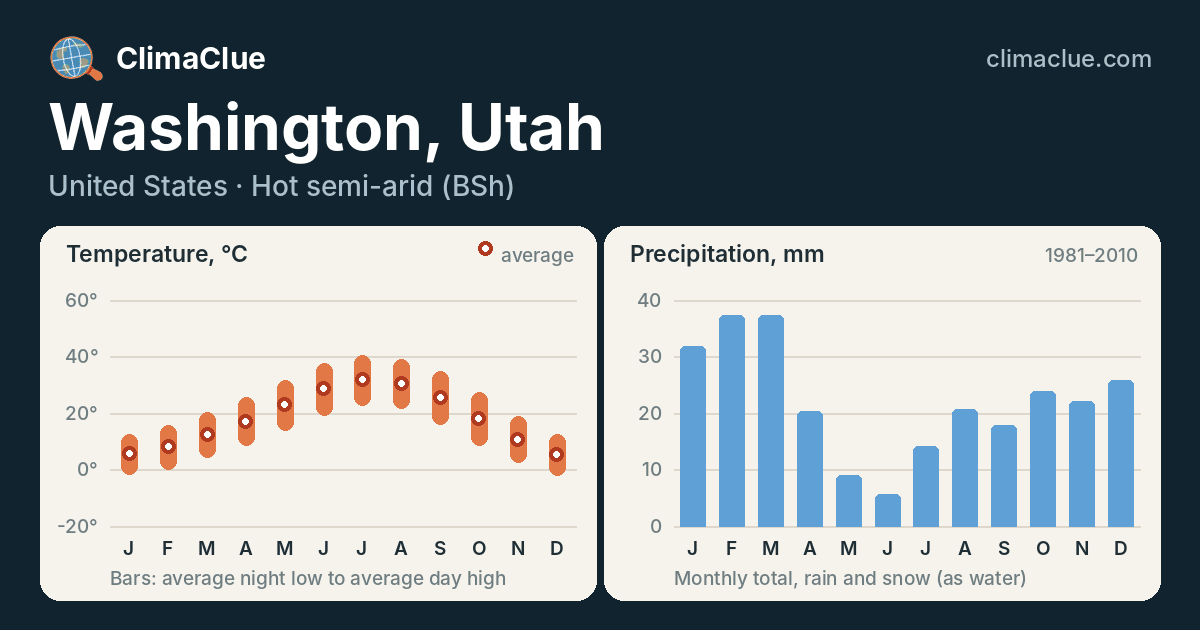 ClimaClue
climaclue.com
Washington, Utah
United States · Hot semi-arid (BSh)
Temperature, °C
average
60°
40°
20°
0°
-20°
J F M A M J J A S O N D
Bars: average night low to average day high
Precipitation, mm
1981–2010
40
30
20
10
0
J F M A M J J A S O N D
Monthly total, rain and snow (as water)